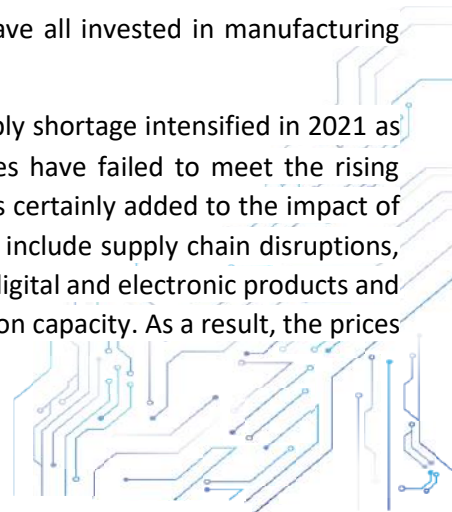 ave all invested in manufacturing
ply shortage intensified in 2021 as
es have failed to meet the rising
s certainly added to the impact of
include supply chain disruptions,
digital and electronic products and
on capacity. As a result, the prices